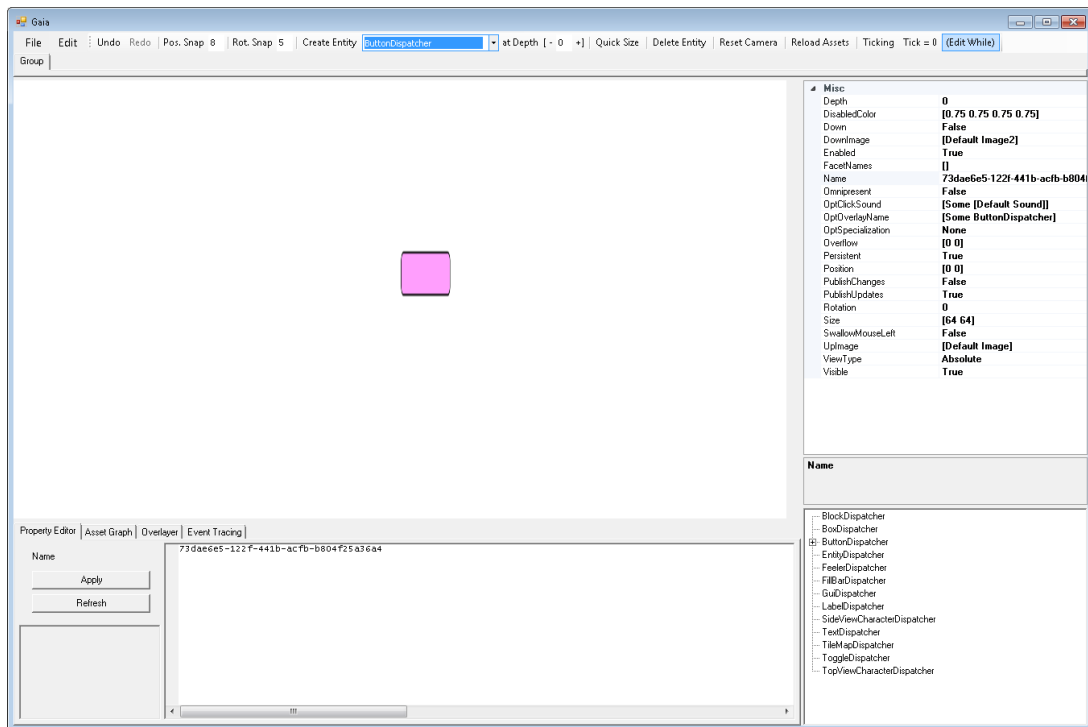 Gaia
File Edit Undo Redo Pos. Snap 8 Rot. Snap 5 Create Entity ButtonDispatcher at Depth [ - 0 +] Quick Size Delete Entity Reset Camera Reload Assets Ticking Tick = 0 (Edit While)
Group
Misc
Depth 0
DisabledColor [0.75 0.75 0.75 0.75]
Down False
DownImage [Default Image2]
Enabled True
FacetNames []
Name 73dae6e5-122f-441b-acfb-b804f
Omnipresent False
OptClickSound [Some [Default Sound]]
OptOverlayName [Some ButtonDispatcher]
OptSpecialization None
Overflow [0 0]
Persistent True
Position [0 0]
PublishChanges False
PublishUpdates True
Rotation 0
Size [64 64]
SwallowMouseLeft False
UpImage [Default Image]
ViewType Absolute
Visible True
Name
Property Editor Asset Graph Overlayer Event Tracing
Name
Apply
Refresh
73dae6e5-122f-441b-acfb-b804f25a36a4
BlockDispatcher
BoxDispatcher
ButtonDispatcher
EntityDispatcher
FeelerDispatcher
FillBarDispatcher
GuiDispatcher
LabelDispatcher
SideViewCharacterDispatcher
TextDispatcher
TileMapDispatcher
ToggleDispatcher
TopViewCharacterDispatcher